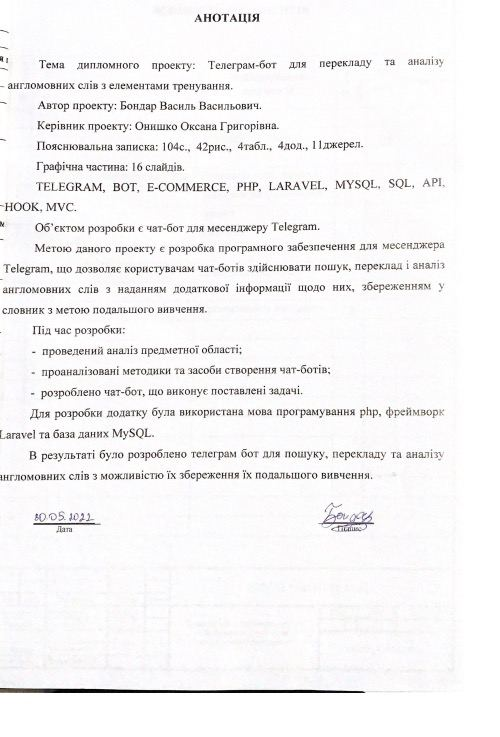 АНОТАЦІЯ
Тема дипломного проекту: Телеграм-бот для перекладу та аналізу
англомовних слів з елементами тренування.
Автор проекту: Бондар Василь Васильович.
Керівник проекту: Онишко Оксана Григорівна.
Пояснювальна записка: 104с., 42рис., 4табл., 4дод., 11джерел.
Графічна частина: 16 слайдів.
TELEGRAM, BOT, E-COMMERCE, PHP, LARAVEL, MYSQL, SQL, API,
HOOK, MVC.
Об’єктом розробки є чат-бот для месенджеру Telegram.
Метою даного проекту є розробка програмного забезпечення для месенджера
Telegram, що дозволяє користувачам чат-ботів здійснювати пошук, переклад і аналіз
англомовних слів з наданням додаткової інформації щодо них, збереженням у
словник з метою подальшого вивчення.
Під час розробки:
- проведений аналіз предметної області;
- проаналізовані методики та засоби створення чат-ботів;
- розроблено чат-бот, що виконує поставлені задачі.
Для розробки додатку була використана мова програмування php, фреймворк
Laravel та база даних MySQL.
В результаті було розроблено телеграм бот для пошуку, перекладу та аналізу
англомовних слів з можливістю їх збереження їх подальшого вивчення.
30.05.2022
Дата
Підпис